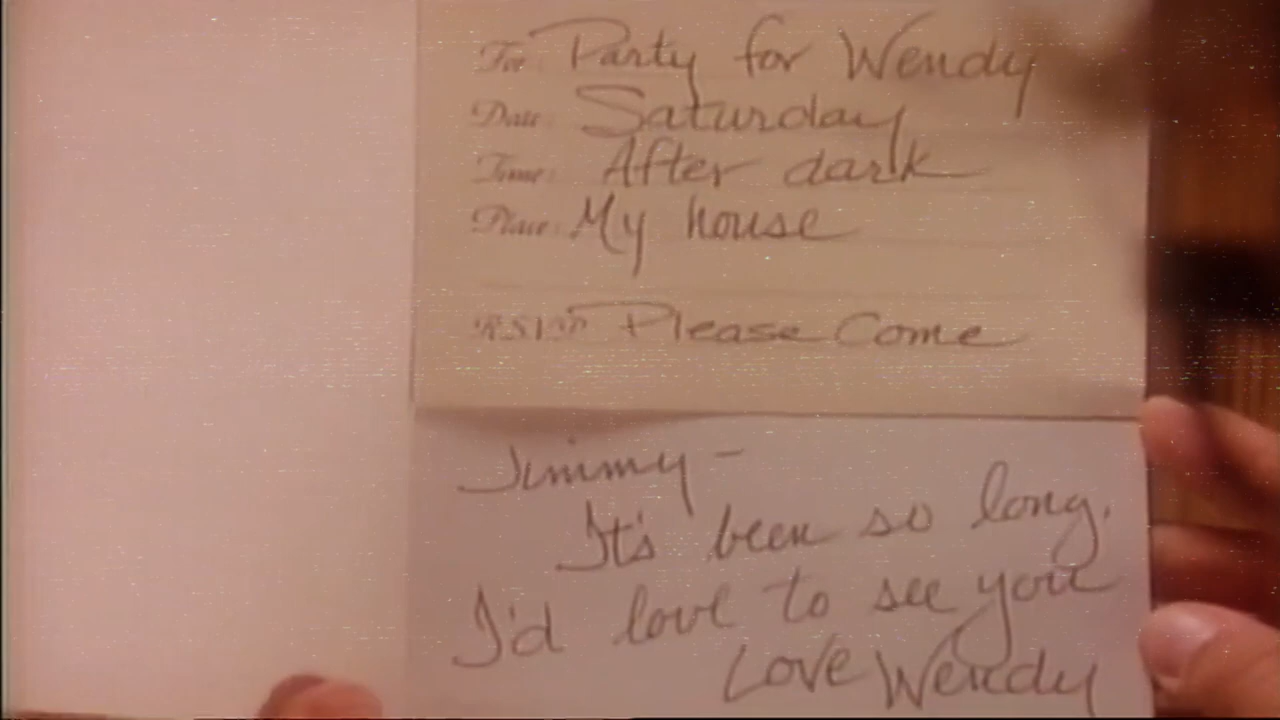 For: Party for Wendy
Date: Saturday
Time: After dark
Place: My house
RSVP Please Come
Jimmy -
It's been so long.
I'd love to see you
Love Wendy